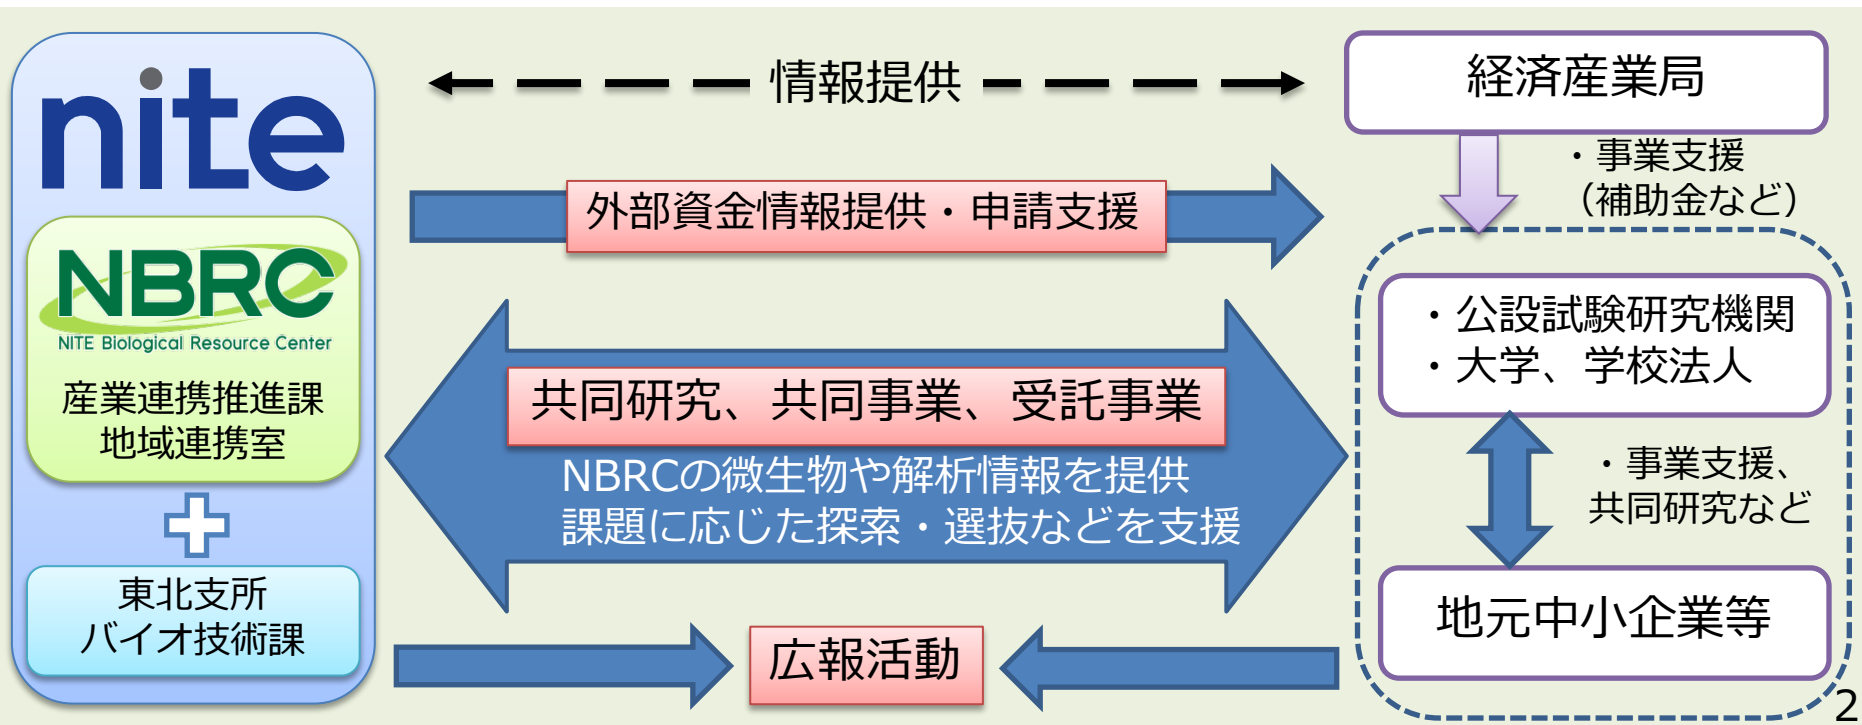 nite
NBRC
NITE Biological Resource Center
産業連携推進課
地域連携室
東北支所
バイオ技術課
情報提供
外部資金情報提供・申請支援
共同研究、共同事業、受託事業
NBRCの微生物や解析情報を提供
課題に応じた探索・選抜などを支援
広報活動
経済産業局
・事業支援
（補助金など）
・公設試験研究機関
・大学、学校法人
・事業支援、
共同研究など
地元中小企業等
2